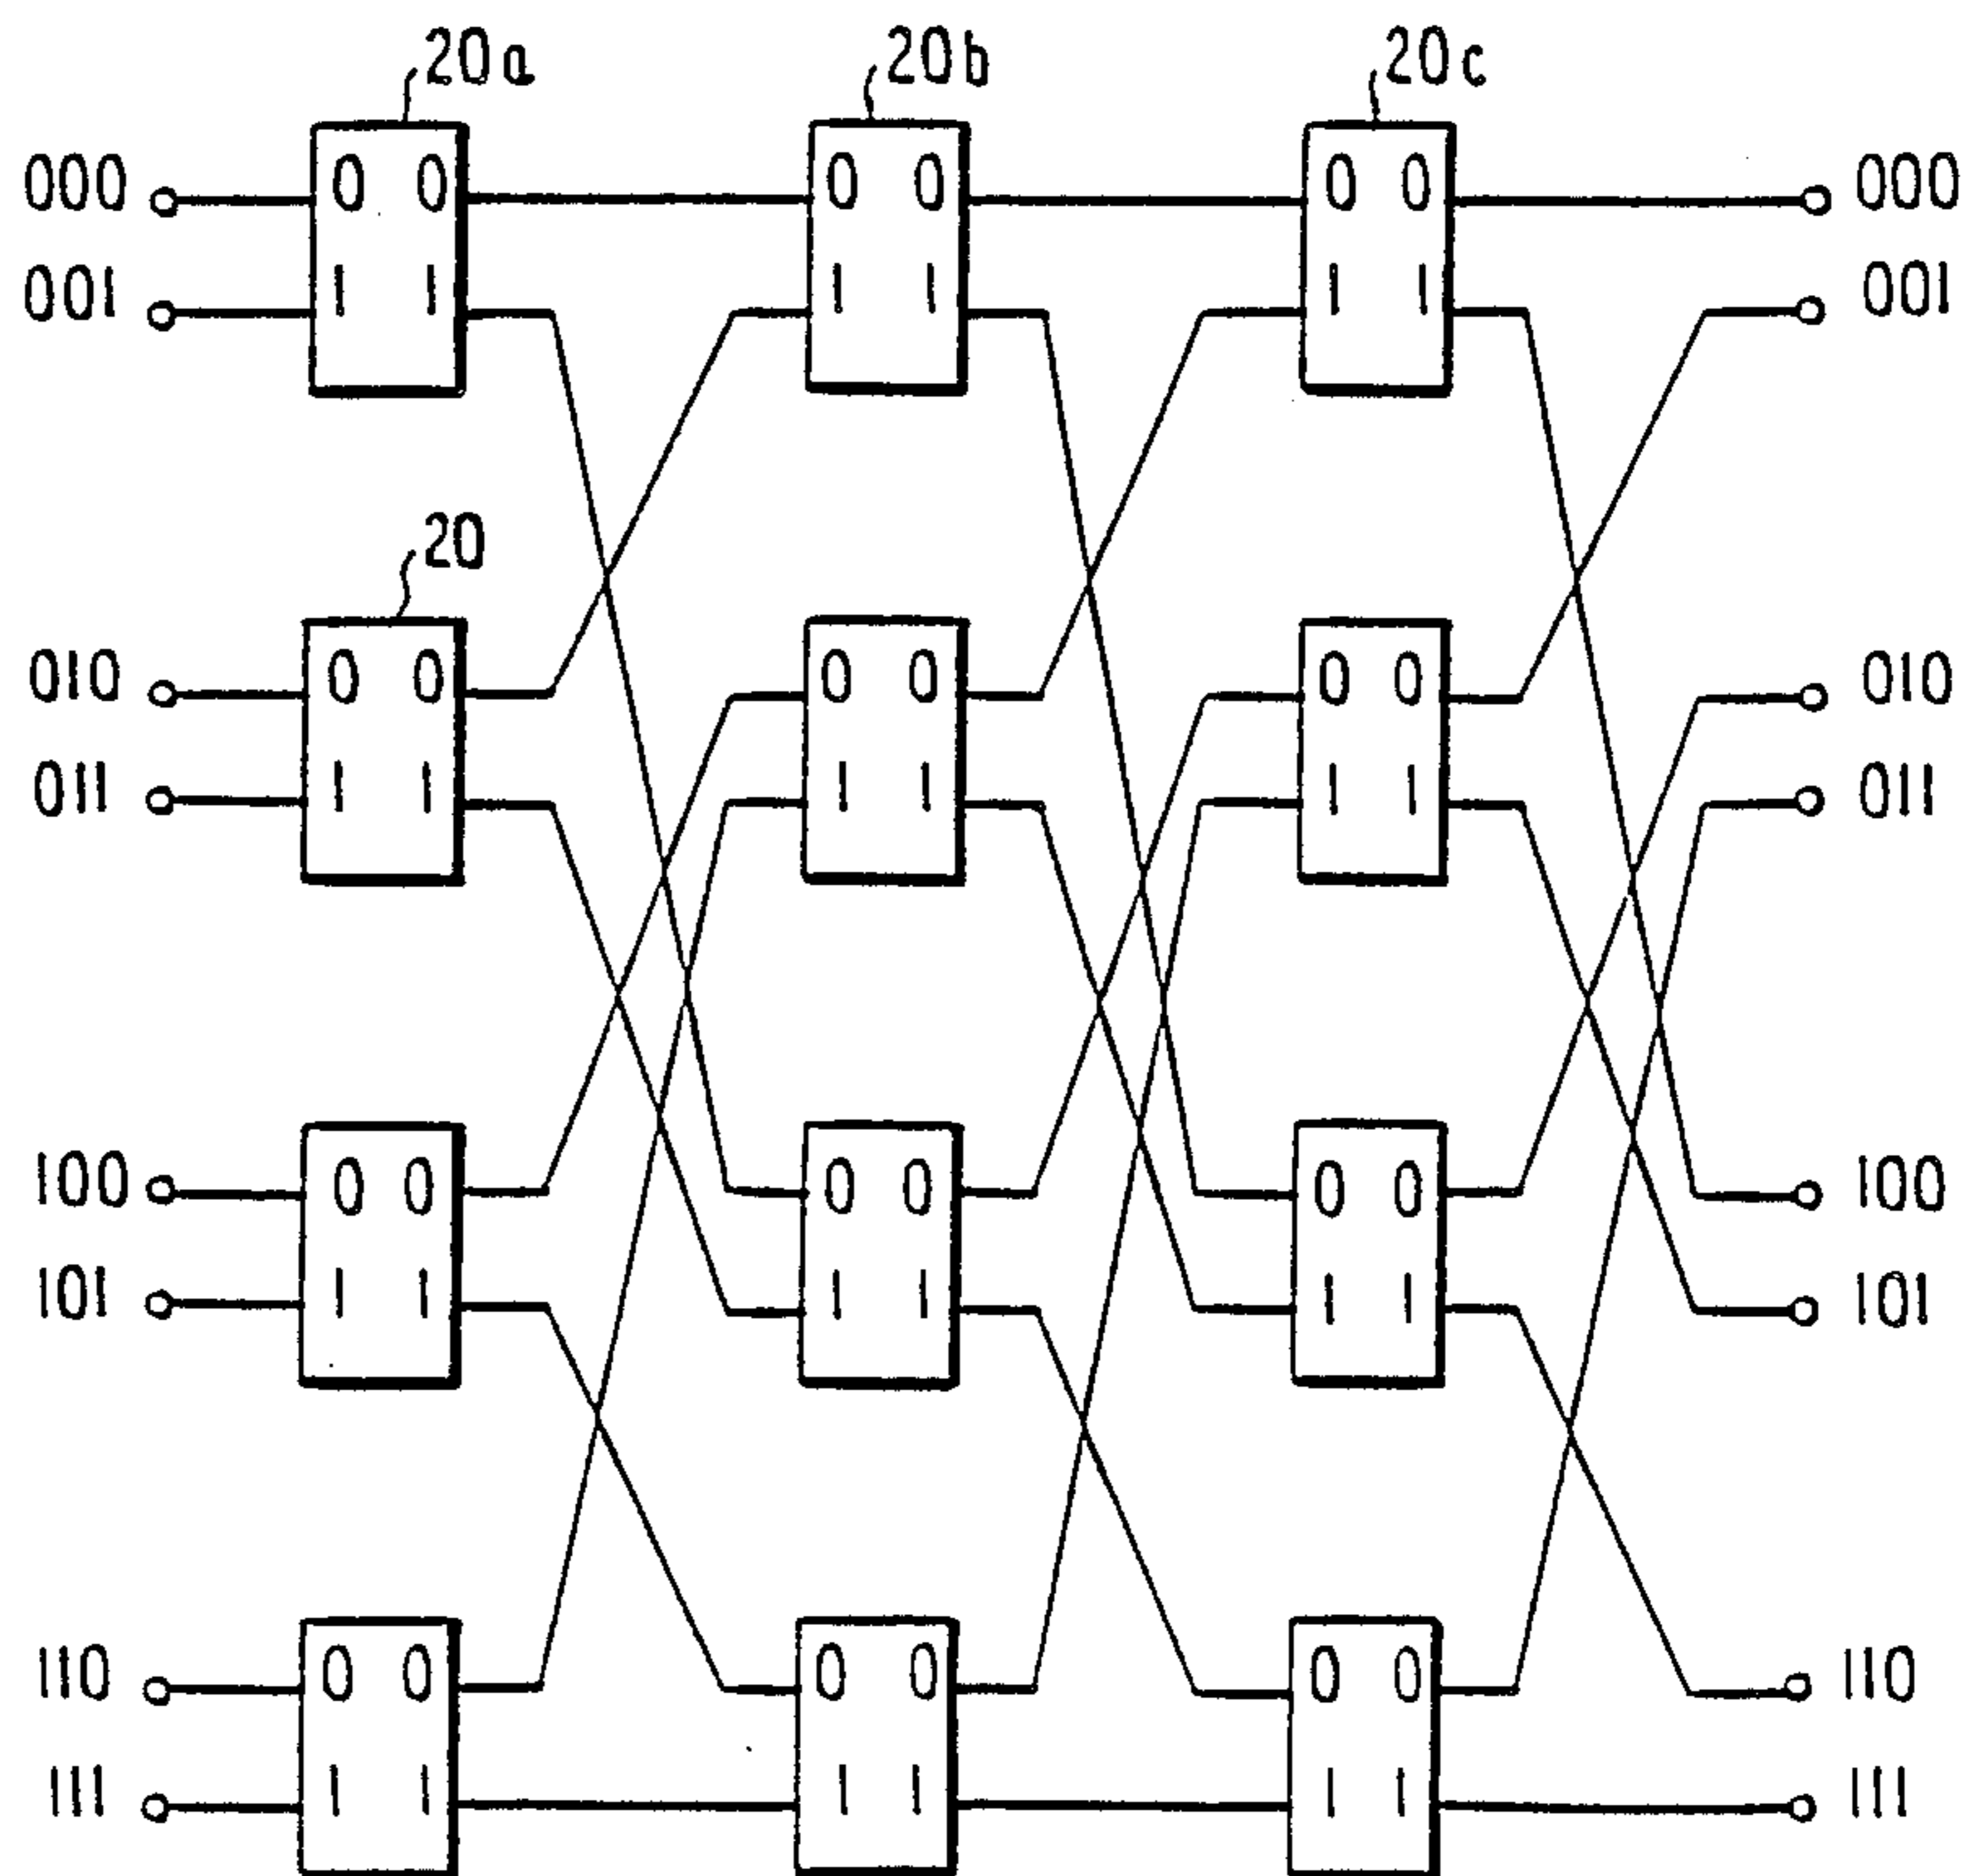 20a 20b 20c
000 0 0 0 0 0 0 000
001 1 1 1 1 1 1 001
20
010 0 0 0 0 0 0 010
011 1 1 1 1 1 1 011
100 0 0 0 0 0 0 100
101 1 1 1 1 1 1 101
110 0 0 0 0 0 0 110
111 1 1 1 1 1 1 111